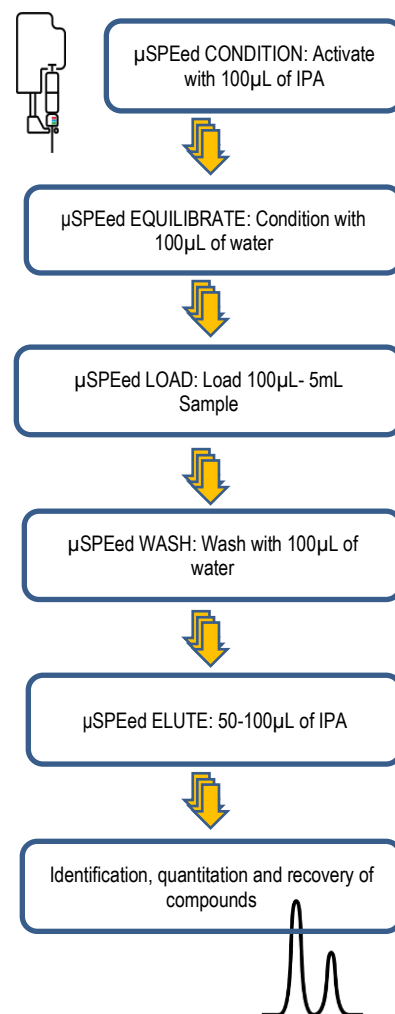 µSPEed CONDITION: Activate
with 100µL of IPA
µSPEed EQUILIBRATE: Condition with
100µL of water
µSPEed LOAD: Load 100µL- 5mL
Sample
µSPEed WASH: Wash with 100µL of
water
µSPEed ELUTE: 50-100µL of IPA
Identification, quantitation and recovery of
compounds